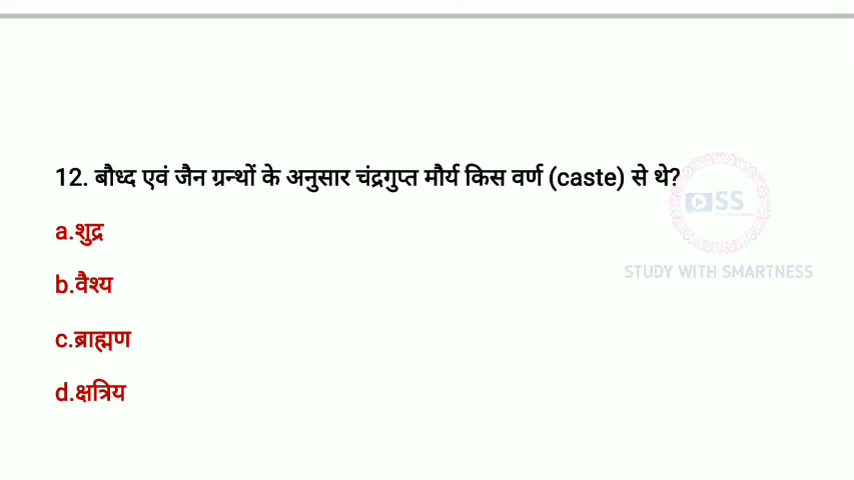 12. बौध्द एवं जैन ग्रन्थों के अनुसार चंद्रगुप्त मौर्य किस वर्ण (caste) से थे?
a.शुद्र
b.वैश्य
c.ब्राह्मण
d.क्षत्रिय
SS
STUDY WITH SMARTNESS